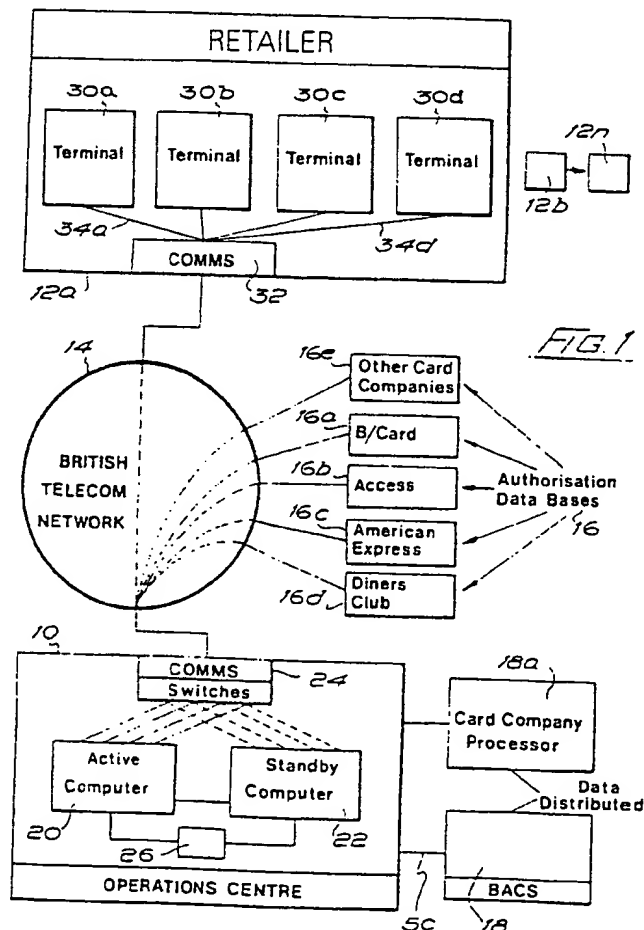 RETAILER
30a 30b 30c 30d
Terminal Terminal Terminal Terminal
12b 12n
34a 34d
COMMS
12a 32
FIG. 1
14
BRITISH
TELECOM
NETWORK
16e Other Card
Companies
16a B/Card
16b Access
16c American
Express
16d Diners
Club
Authorisation
Data Bases
16
10
COMMS 24
Switches
Active
Computer
20
Standby
Computer
22
26
OPERATIONS CENTRE
18a
Card Company
Processor
Data
Distributed
5c
BACS
18